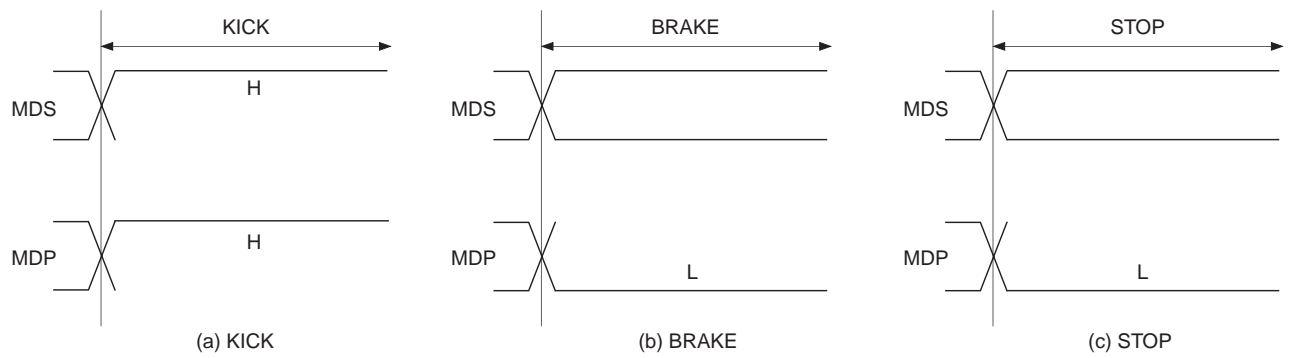 KICK
BRAKE
STOP
MDS
H
MDS
MDS
MDP
H
MDP
L
MDP
L
(a) KICK
(b) BRAKE
(c) STOP